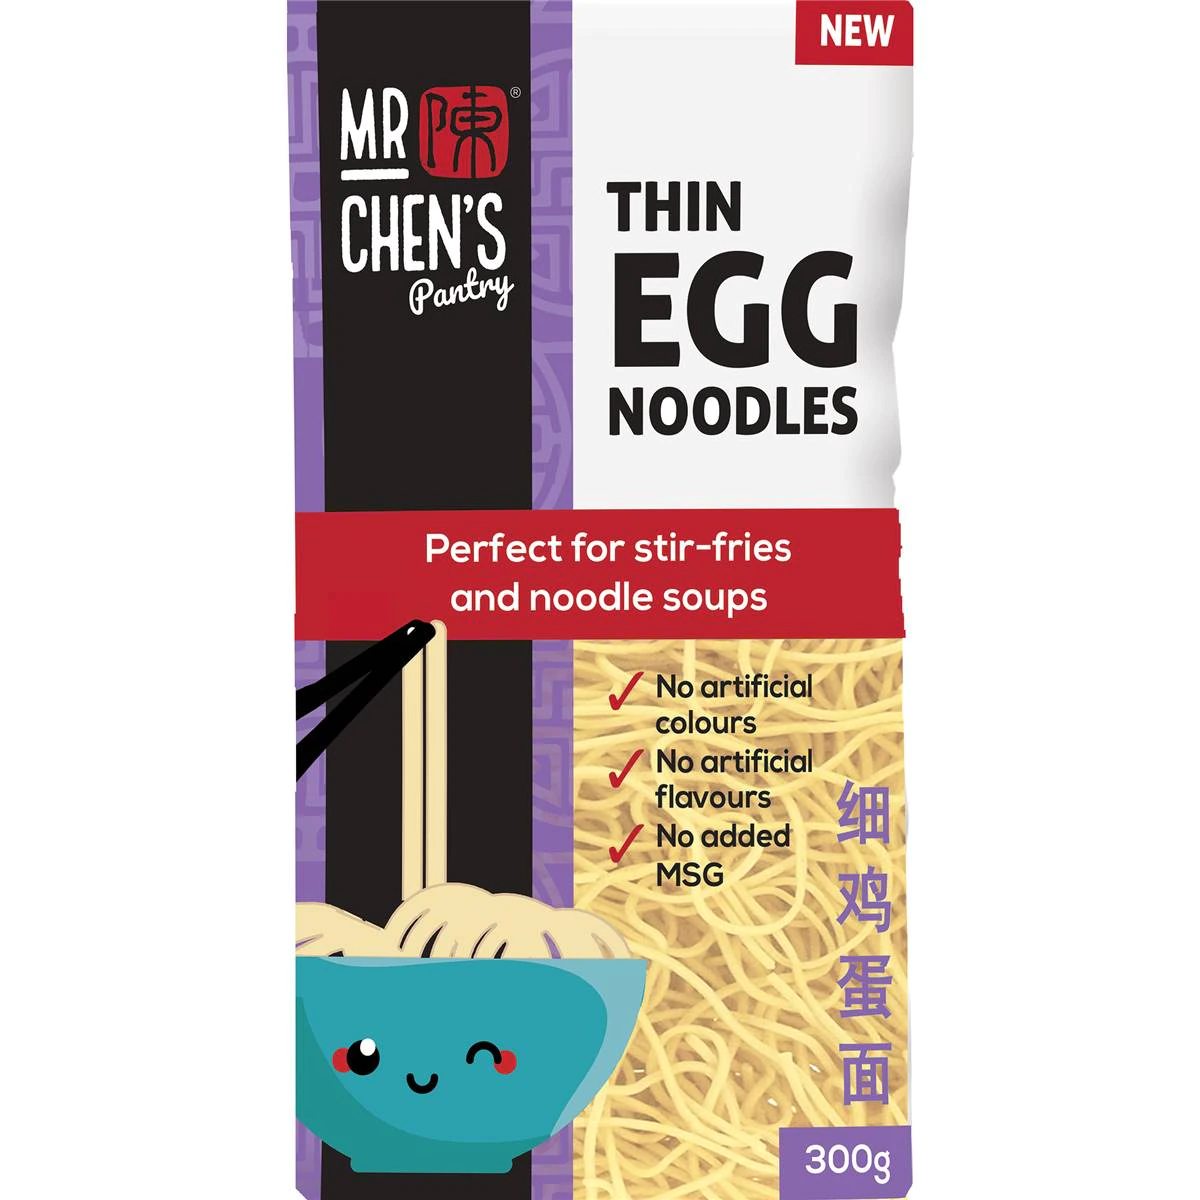 NEW
MR 陳®
CHEN'S
Pantry
THIN
EGG
NOODLES
Perfect for stir-fries
and noodle soups
✓ No artificial
colours
✓ No artificial
flavours
✓ No added
MSG
细鸡蛋面
300g